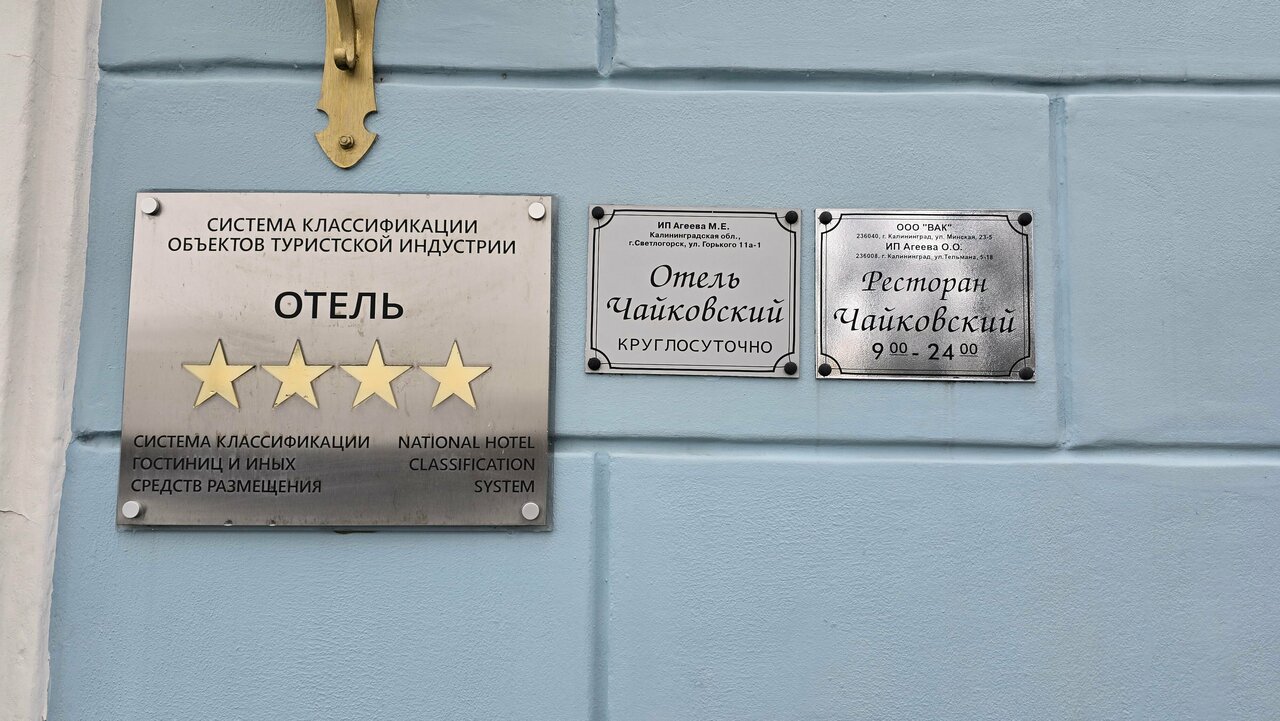 СИСТЕМА КЛАССИФИКАЦИИ
ОБЪЕКТОВ ТУРИСТСКОЙ ИНДУСТРИИ
ОТЕЛЬ
СИСТЕМА КЛАССИФИКАЦИИ
ГОСТИНИЦ И ИНЫХ
СРЕДСТВ РАЗМЕЩЕНИЯ
NATIONAL HOTEL
CLASSIFICATION
SYSTEM
ИП Агеева М.Е.
Калининградская обл.,
г.Светлогорск, ул. Горького 11а-1
Отель
Чайковский
КРУГЛОСУТОЧНО
ООО "ВАК"
236040, г. Калининград, ул. Минская, 23-5
ИП Агеева О.О.
236008, г. Калининград, ул.Тельмана, 5-18
Ресторан
Чайковский
9 00 - 24 00